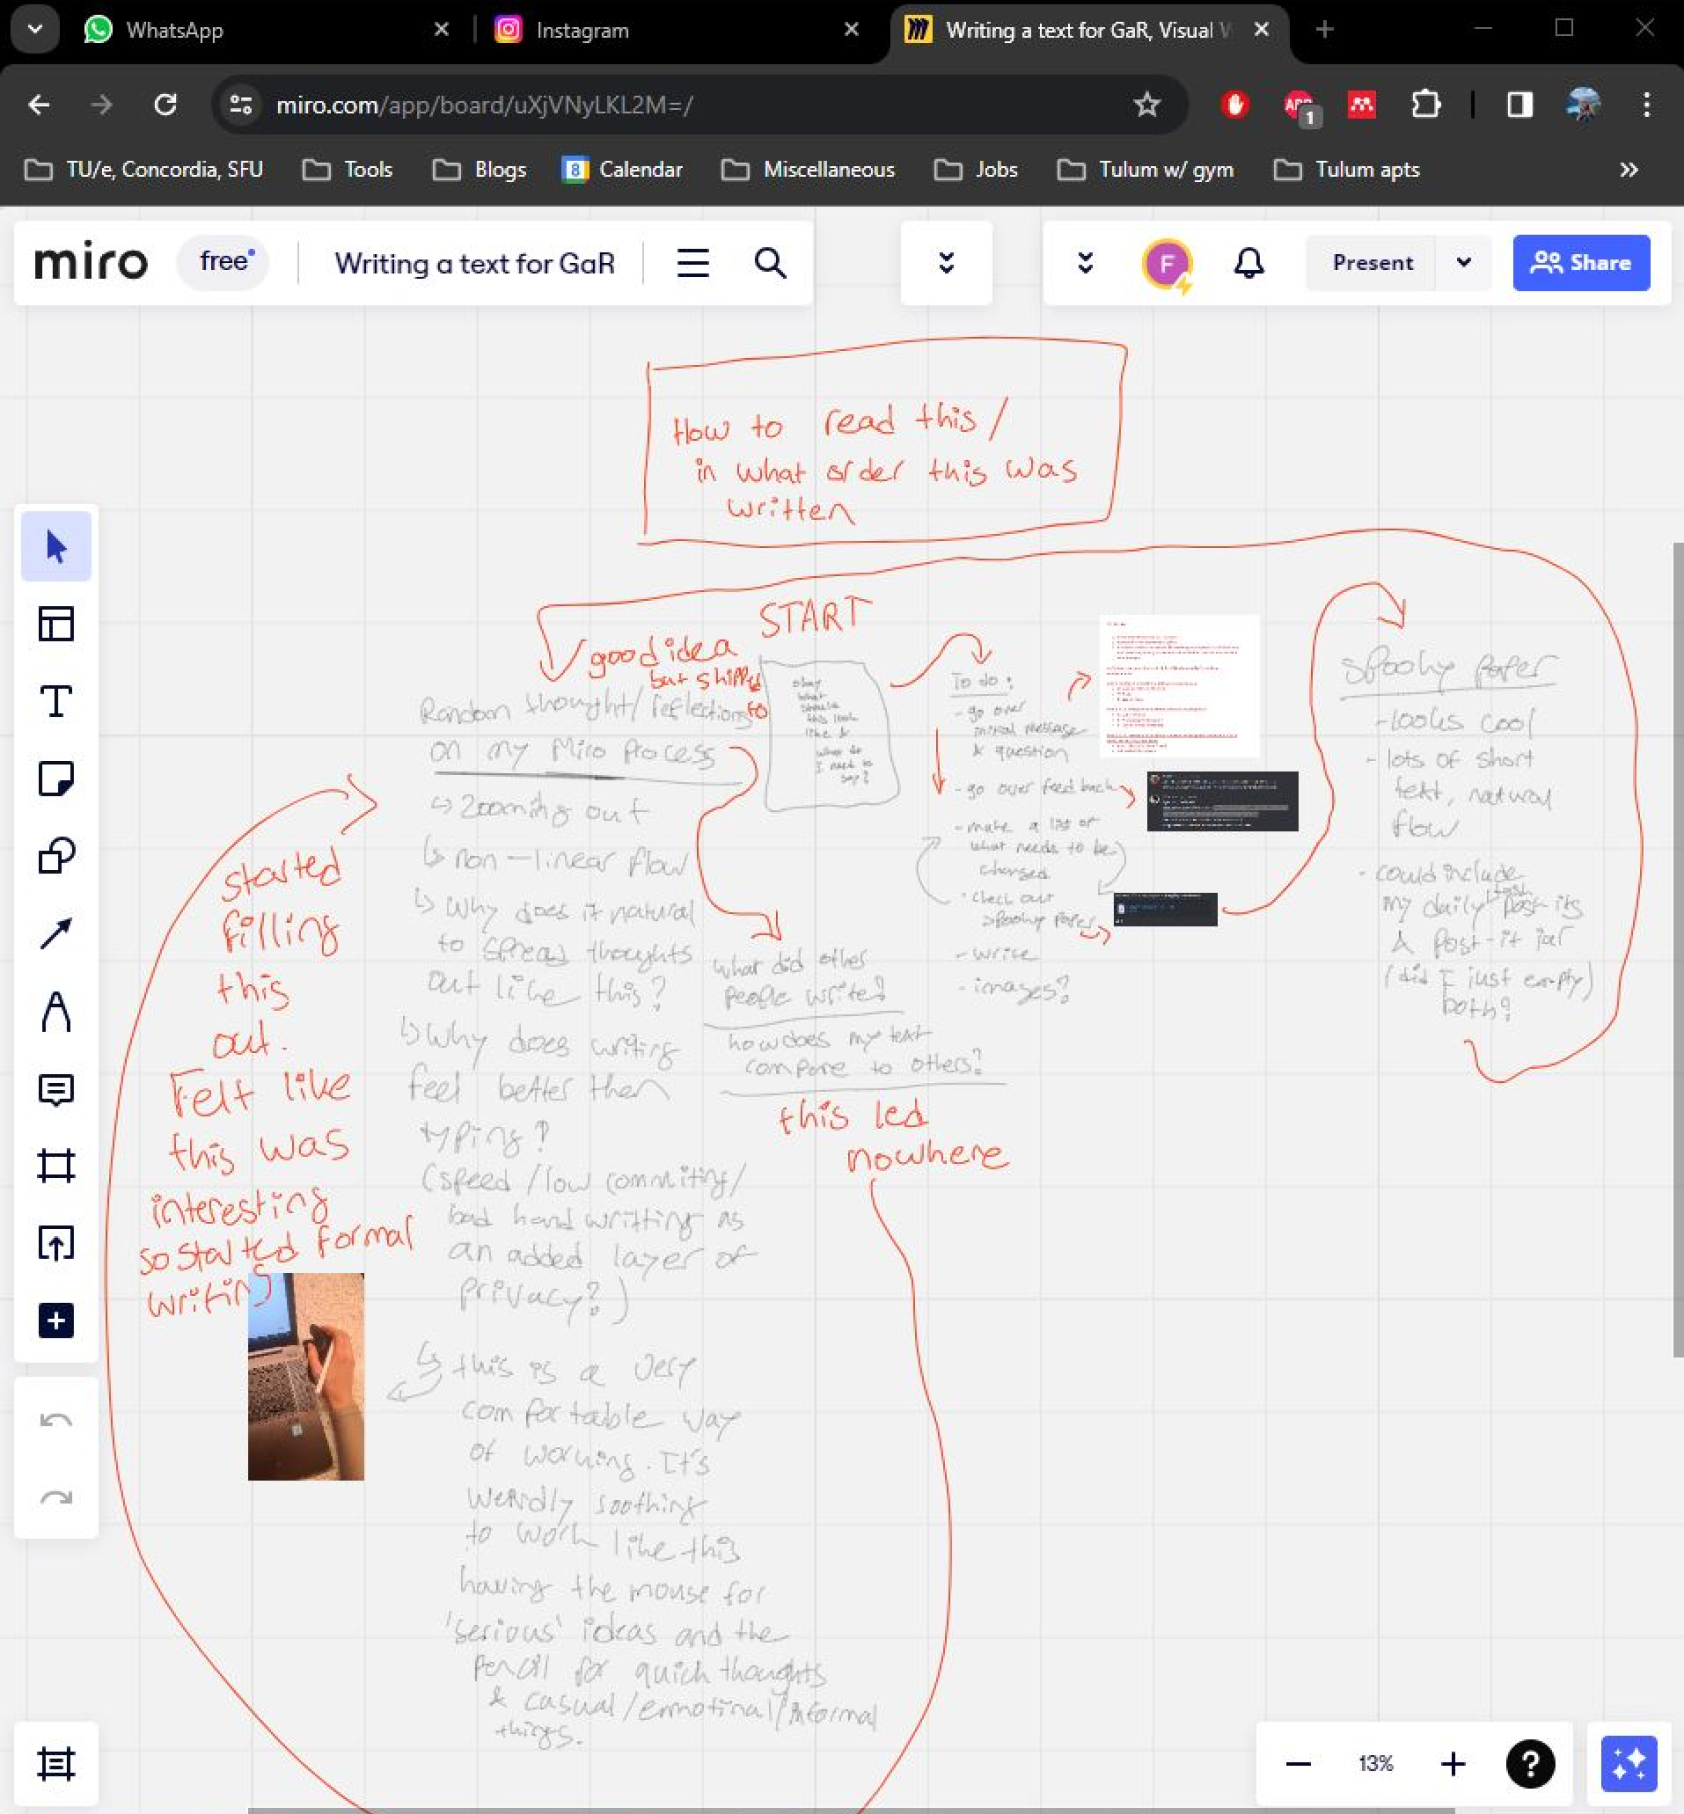 WhatsApp
Instagram
Writing a text for GaR, Visual W
miro.com/app/board/uXjVNyLKL2M=/
1
TU/e, Concordia, SFU
Tools
Blogs
8
Calendar
Miscellaneous
Jobs
Tulum w/ gym
Tulum apts
miro
free
Writing a text for GaR
F
Present
Share
How to read this /
in what order this was
written
START
good idea
but skipped
to
okay
what
should
this look
like &
what do
I need to
say?
To do:
- go over
initial message
& question
- go over feedback
- make a list of
what needs to be
changed
- check out
spooky paper
- write
- images?
spooky paper
- looks cool
- lots of short
text, natural
flow
- could include
my daily post-its
& post-it jar
(did I just empty)
both?
Random thought/reflections
on my Miro process
↳ zooming out
↳ non-linear flow
↳ why does it natural
to spread thoughts
out like this?
↳ why does writing
feel better then
typing?
(speed/low commiting/
bad hand writting as
an added layer of
privacy?)
↳ this is a very
comfortable way
of working. It's
weirdly soothing
to work like this
having the mouse for
'serious' ideas and the
pencil for quick thoughts
& casual/emmotinal/informal
things.
what did other
people write?
how does my text
compare to others?
this led
nowhere
started
filling
this
out.
Felt like
this was
interesting
so started formal
writing
13%